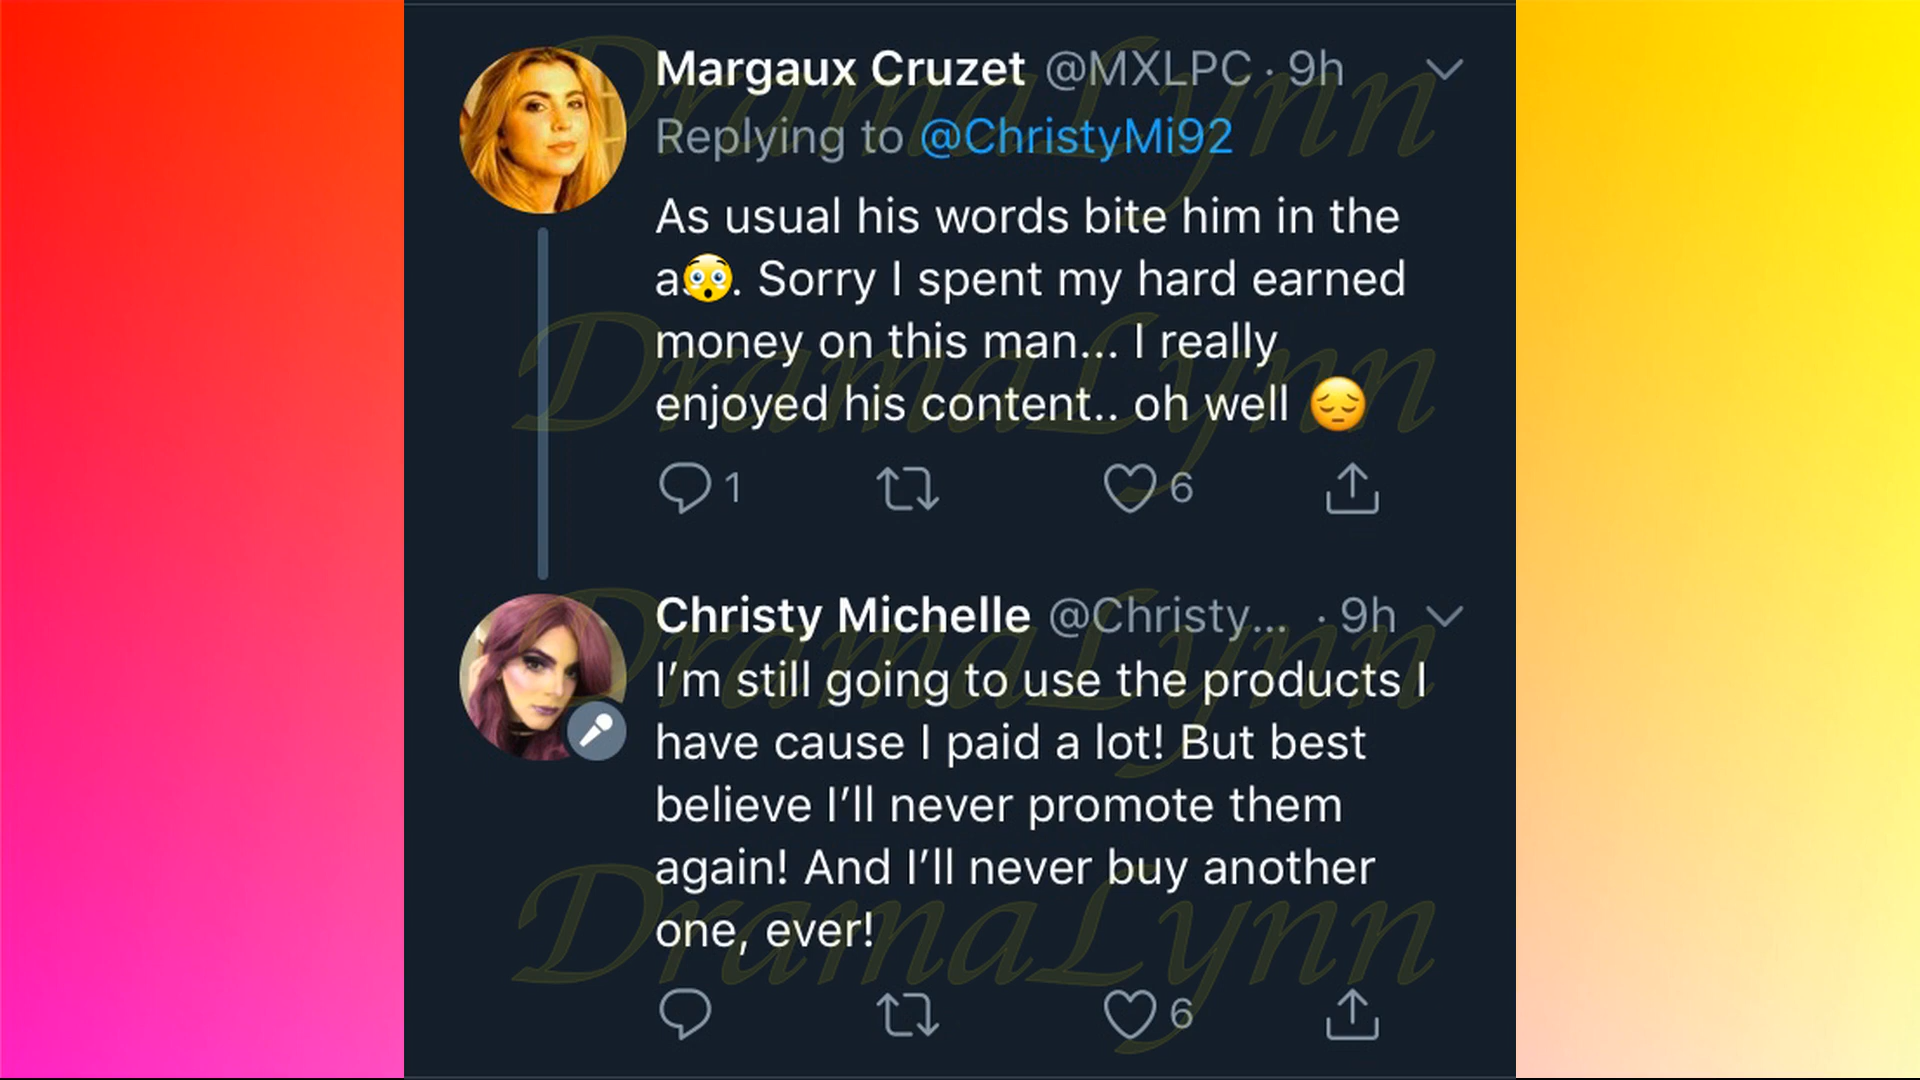 Margaux Cruzet @MXLPC · 9h
Replying to @ChristyMi92
As usual his words bite him in the
a😳. Sorry I spent my hard earned
money on this man... I really
enjoyed his content.. oh well 😔
1 6
Christy Michelle @Christy... · 9h
I’m still going to use the products I
have cause I paid a lot! But best
believe I’ll never promote them
again! And I’ll never buy another
one, ever!
6
DramaLynn
DramaLynn
DramaLynn
DramaLynn